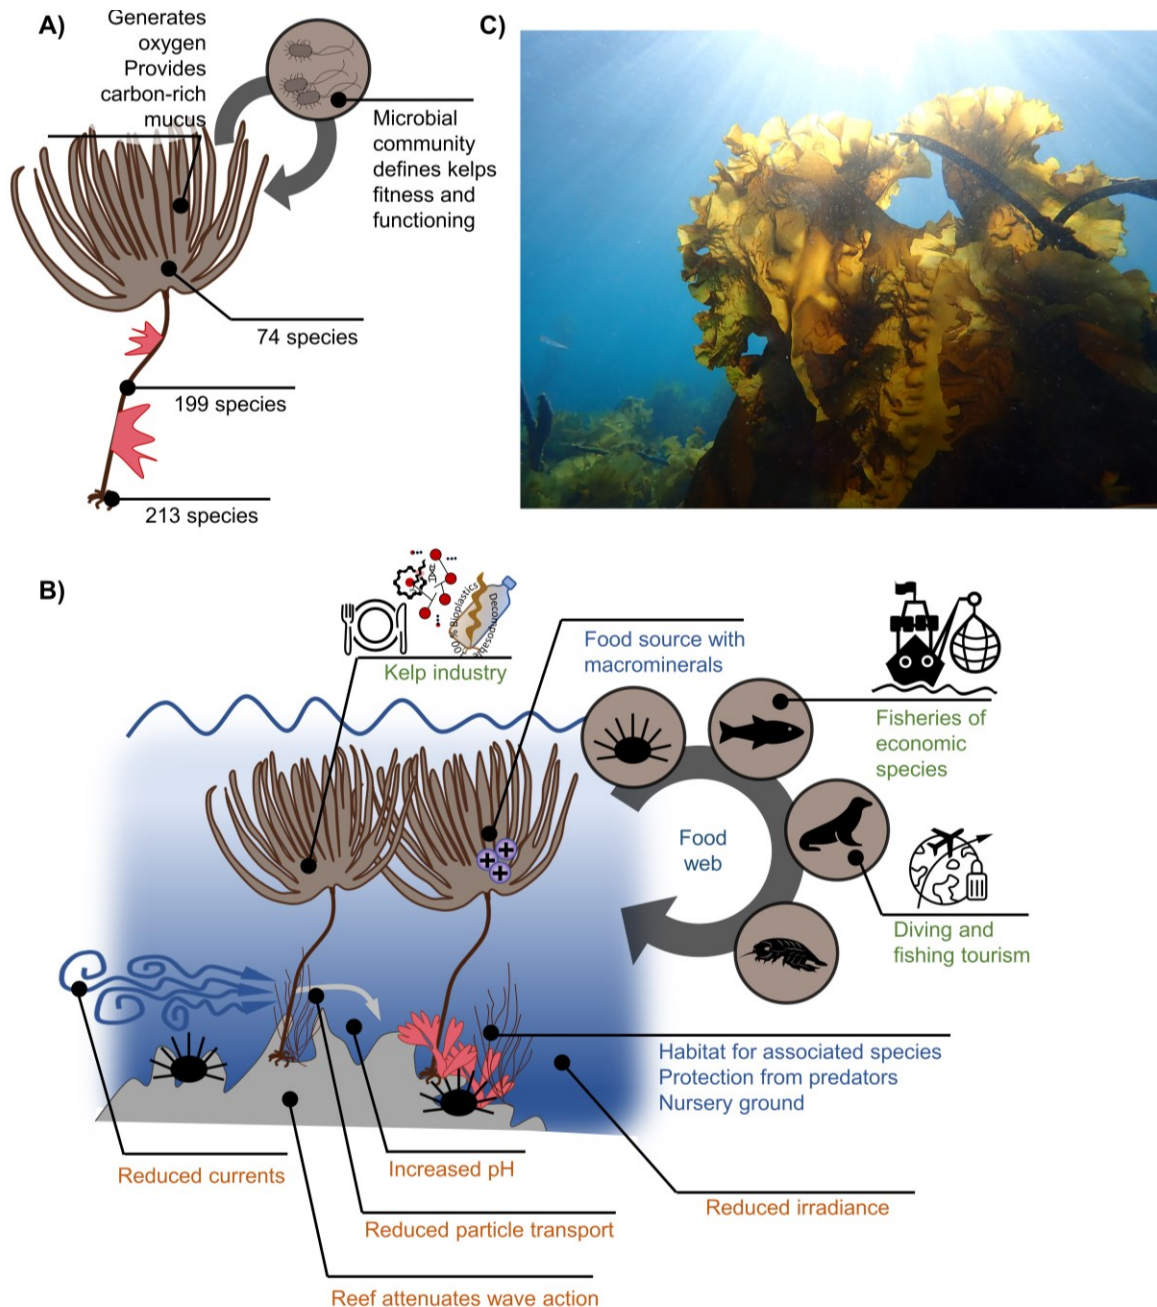 A)
Generates
oxygen
Provides
carbon-rich
mucus
Microbial
community
defines kelps
fitness and
functioning
74 species
199 species
213 species
C)
B)
100 % Bioplastics
Decomposable
Kelp industry
Food source with
macrominerals
Fisheries of
economic
species
Food
web
Diving and
fishing tourism
Habitat for associated species
Protection from predators
Nursery ground
Reduced currents
Increased pH
Reduced irradiance
Reduced particle transport
Reef attenuates wave action